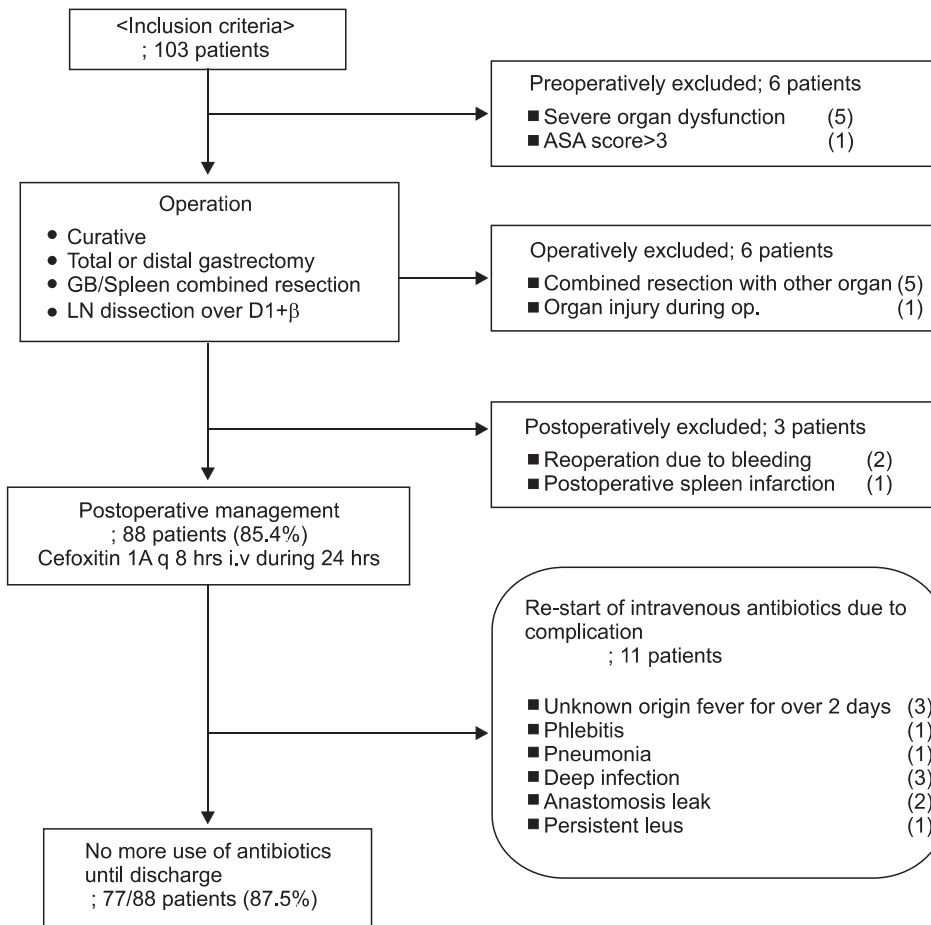 <Inclusion criteria>
; 103 patients
Preoperatively excluded; 6 patients
■ Severe organ dysfunction (5)
■ ASA score>3 (1)
Operation
● Curative
● Total or distal gastrectomy
● GB/Spleen combined resection
● LN dissection over D1+β
Operatively excluded; 6 patients
■ Combined resection with other organ (5)
■ Organ injury during op. (1)
Postoperatively excluded; 3 patients
■ Reoperation due to bleeding (2)
■ Postoperative spleen infarction (1)
Postoperative management
; 88 patients (85.4%)
Cefoxitin 1A q 8 hrs i.v during 24 hrs
Re-start of intravenous antibiotics due to
complication
; 11 patients
■ Unknown origin fever for over 2 days (3)
■ Phlebitis (1)
■ Pneumonia (1)
■ Deep infection (3)
■ Anastomosis leak (2)
■ Persistent leus (1)
No more use of antibiotics
until discharge
; 77/88 patients (87.5%)